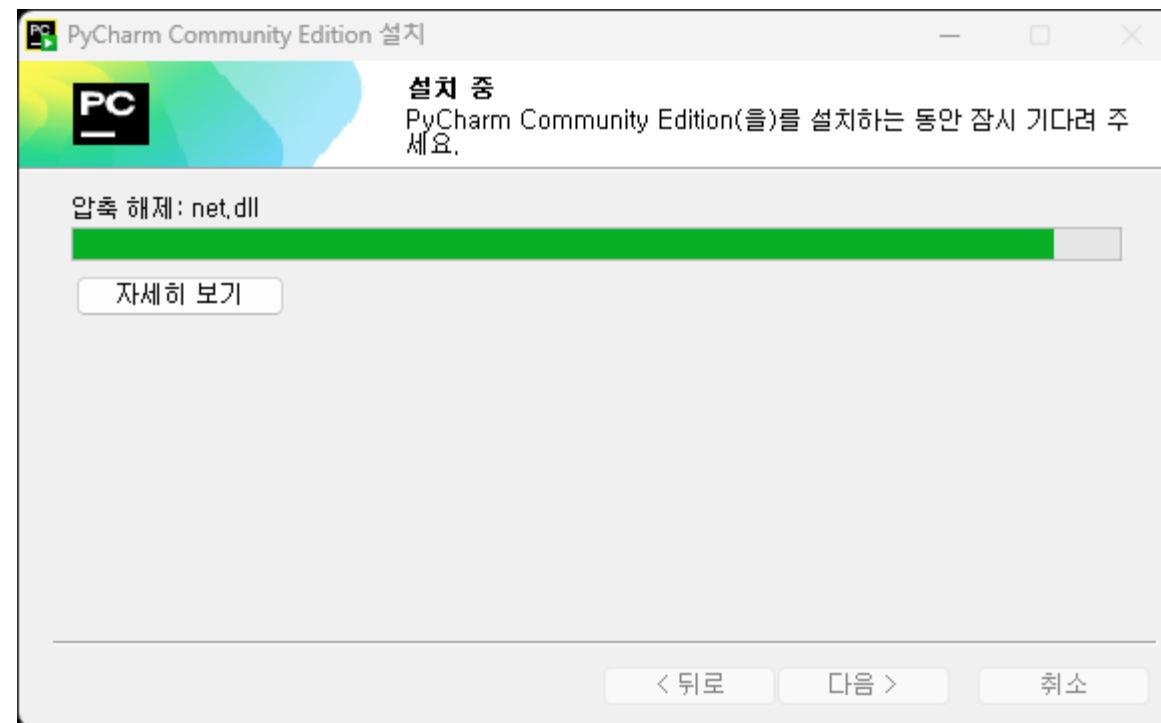 PyCharm Community Edition 설치
PC
설치 중
PyCharm Community Edition(을)를 설치하는 동안 잠시 기다려 주
세요.
압축 해제: net.dll
자세히 보기
< 뒤로
다음 >
취소